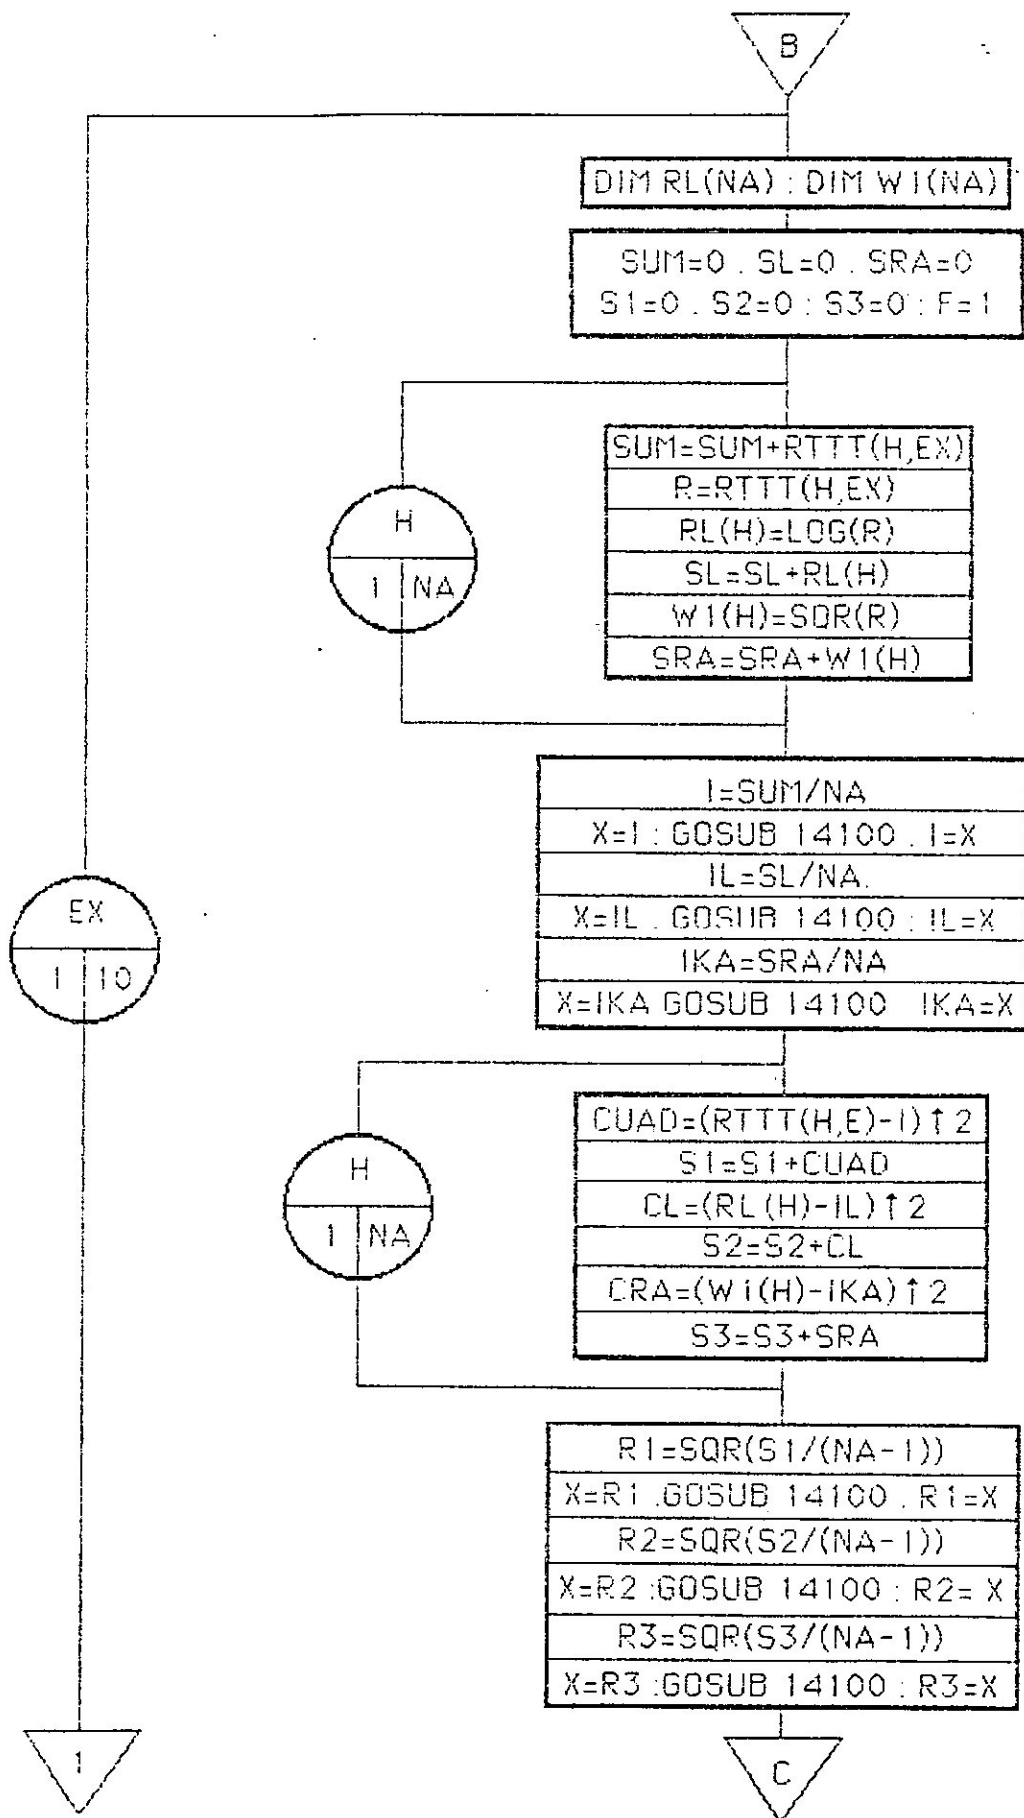 B
DIM RL(NA) : DIM W1(NA)
SUM=0 . SL=0 . SRA=0
S1=0 . S2=0 : S3=0 : F=1
SUM=SUM+RTTT(H,EX)
R=RTTT(H,EX)
RL(H)=LOG(R)
SL=SL+RL(H)
W1(H)=SQR(R)
SRA=SRA+W1(H)
H
1 NA
I=SUM/NA
X=I : GOSUB 14100 . I=X
IL=SL/NA.
X=IL . GOSUB 14100 : IL=X
IKA=SRA/NA
X=IKA GOSUB 14100 IKA=X
EX
1 10
CUAD=(RTTT(H,E)-I)↑2
S1=S1+CUAD
CL=(RL(H)-IL)↑2
S2=S2+CL
CRA=(W1(H)-IKA)↑2
S3=S3+SRA
H
1 NA
R1=SQR(S1/(NA-1))
X=R1 .GOSUB 14100 . R1=X
R2=SQR(S2/(NA-1))
X=R2 :GOSUB 14100 : R2= X
R3=SQR(S3/(NA-1))
X=R3 :GOSUB 14100 : R3=X
1
C